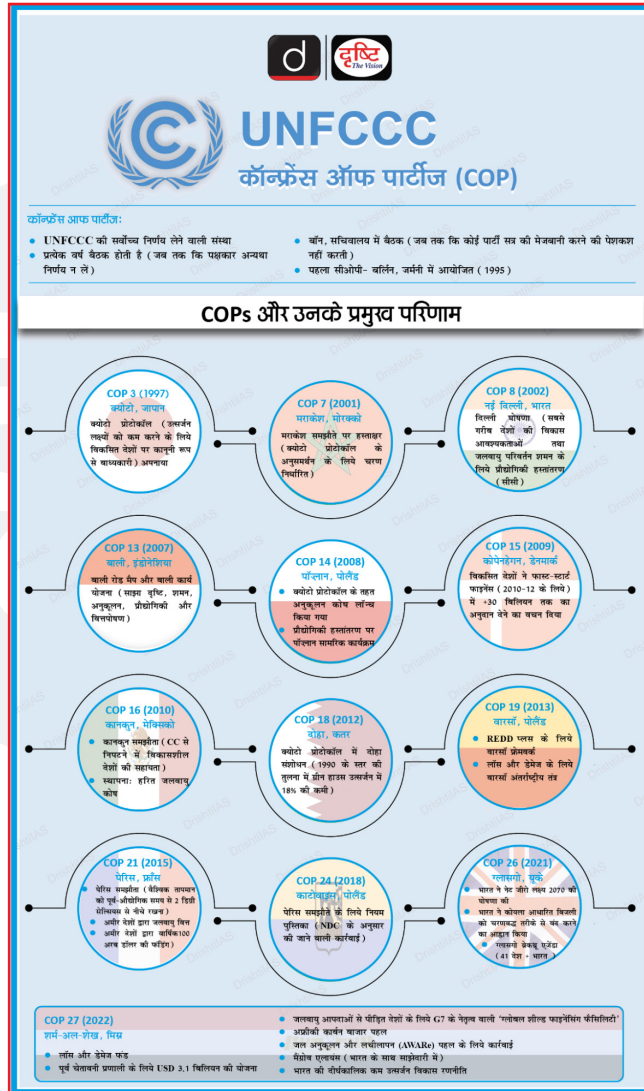 d
दृष्टि
The Vision
UNFCCC
कॉन्फ्रेंस ऑफ पार्टीज (COP)
कॉन्फ्रेंस आफ पार्टीजः
UNFCCC की सर्वोच्च निर्णय लेने वाली संस्था
प्रत्येक वर्ष बैठक होती है ( जब तक कि पक्षकार अन्यथा
निर्णय न लें )
बॉन, सचिवालय में बैठक ( जब तक कि कोई पार्टी सत्र की मेजबानी करने की पेशकश
नहीं करती )
पहला सीओपी- बर्लिन, जर्मनी में आयोजित ( 1995 )
COPs और उनके प्रमुख परिणाम
COP 3 (1997)
क्योटो, जापान
क्योटो प्रोटोकॉल ( उत्सर्जन
लक्ष्यों को कम करने के लिये
विकसित देशों पर कानूनी रूप
से बाध्यकारी ) अपनाया
COP 7 (2001)
मराकेश, मोरक्को
मराकेश समझौते पर हस्ताक्षर
( क्योटो प्रोटोकॉल के
अनुसमर्थन के लिये चरण
निर्धारित )
COP 8 (2002)
नई दिल्ली, भारत
दिल्ली घोषणा ( सबसे
गरीब देशों की विकास
आवश्यकताओं तथा
जलवायु परिवर्तन शमन के
लिये प्रौद्योगिकी हस्तांतरण
( सीसी )
COP 13 (2007)
बाली, इंडोनेशिया
बाली रोड मैप और बाली कार्य
योजना ( साझा दृष्टि, शमन,
अनुकूलन, प्रौद्योगिकी और
वित्तपोषण )
COP 14 (2008)
पॉज़्नान, पोलैंड
क्योटो प्रोटोकॉल के तहत
अनुकूलन कोष लॉन्च
किया गया
प्रौद्योगिकी हस्तांतरण पर
पॉज़्नान सामरिक कार्यक्रम
COP 15 (2009)
कोपेनहेगन, डेनमार्क
विकसित देशों ने फास्ट-स्टार्ट
फाइनेंस ( 2010-12 के लिये )
में +30 बिलियन तक का
अनुदान देने का वचन दिया
COP 16 (2010)
कानकुन, मेक्सिको
कानकुन समझौता ( CC से
निपटने में विकासशील
देशों की सहायता )
स्थापना: हरित जलवायु
कोष
COP 18 (2012)
दोहा, कतर
क्योटो प्रोटोकॉल में दोहा
संशोधन ( 1990 के स्तर की
तुलना में ग्रीन हाउस उत्सर्जन में
18% की कमी )
COP 19 (2013)
वारसॉ, पोलैंड
REDD प्लस के लिये
वारसॉ फ्रेमवर्क
लॉस और डेमेज के लिये
वारसॉ अंतर्राष्ट्रीय तंत्र
COP 21 (2015)
पेरिस, फ्राँस
पेरिस समझौता ( वैश्विक तापमान
को पूर्व-औद्योगिक समय से 2 डिग्री
सेल्सियस से नीचे रखना )
अमीर देशों द्वारा जलवायु वित्त
अमीर देशों द्वारा वार्षिक100
अरब डॉलर की फंडिंग )
COP 24 (2018)
काटोवाइस, पोलैंड
पेरिस समझौते के लिये नियम
पुस्तिका ( NDC के अनुसार
की जाने वाली कार्रवाई )
COP 26 (2021)
ग्लासगो, यूके
भारत ने नेट जीरो लक्ष्य 2070 की
घोषणा की
भारत ने कोयला आधारित बिजली
को चरणबद्ध तरीके से बंद करने
का आह्वान किया
ग्लासगो ब्रेकथ्रू एजेंडा
( 41 देश + भारत )
COP 27 (2022)
शर्म-अल-शेख, मिस्र
लॉस और डेमेज फंड
पूर्व चेतावनी प्रणाली के लिये USD 3.1 बिलियन की योजना
जलवायु आपदाओं से पीड़ित देशों के लिये G7 के नेतृत्व वाली 'ग्लोबल शील्ड फाइनेंसिंग फैसिलिटी'
अफ्रीकी कार्बन बाजार पहल
जल अनुकूलन और लचीलापन (AWARe) पहल के लिये कार्रवाई
मैंग्रोव एलायंस ( भारत के साथ साझेदारी में )
भारत की दीर्घकालिक कम उत्सर्जन विकास रणनीति